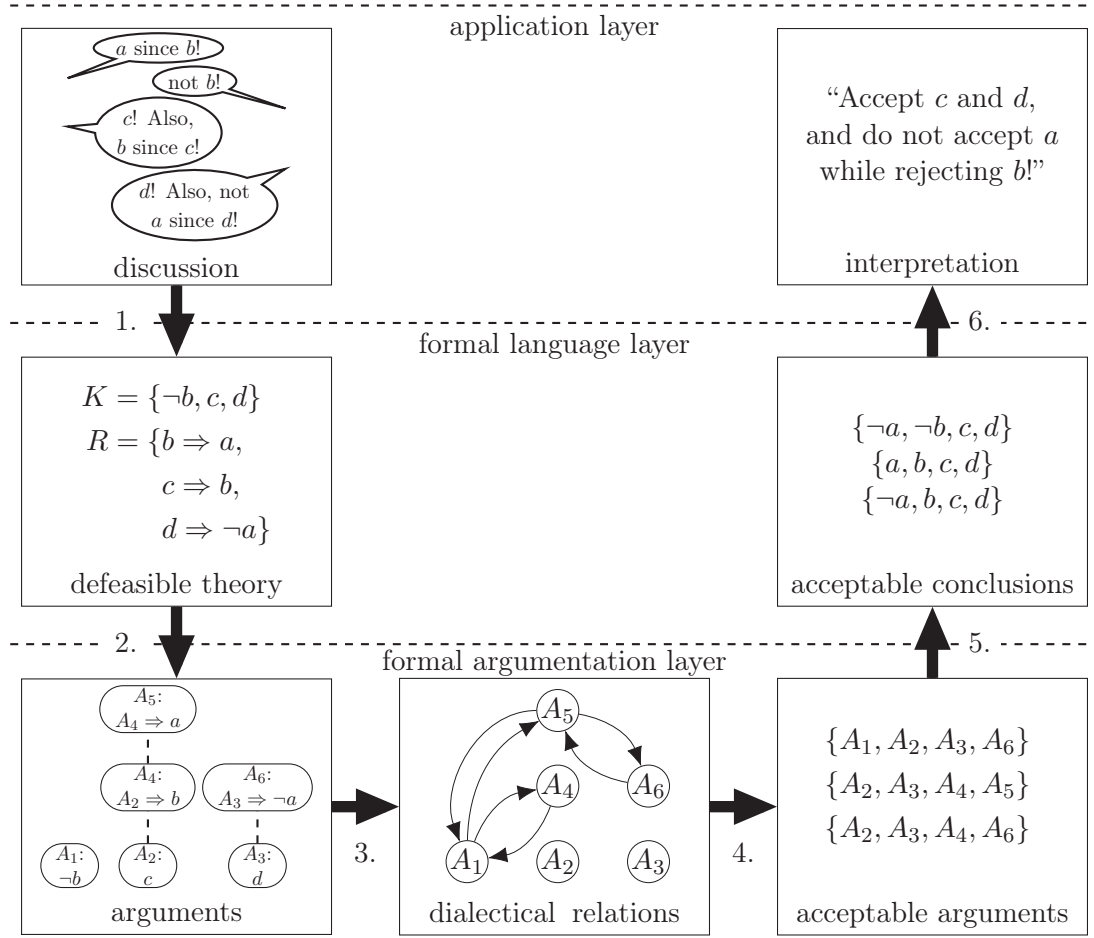 application layer
a since b!
not b!
c! Also,
b since c!
d! Also, not
a since d!
discussion
“Accept c and d,
and do not accept a
while rejecting b!”
interpretation
1.
6.
formal language layer
K = {¬b, c, d}
R = {b ⇒ a,
c ⇒ b,
d ⇒ ¬a}
defeasible theory
{¬a, ¬b, c, d}
{a, b, c, d}
{¬a, b, c, d}
acceptable conclusions
2.
5.
formal argumentation layer
A5:
A4 ⇒ a
A4:
A2 ⇒ b
A6:
A3 ⇒ ¬a
A1:
¬b
A2:
c
A3:
d
arguments
3.
A5
A4
A6
A1
A2
A3
dialectical relations
4.
{A1, A2, A3, A6}
{A2, A3, A4, A5}
{A2, A3, A4, A6}
acceptable arguments